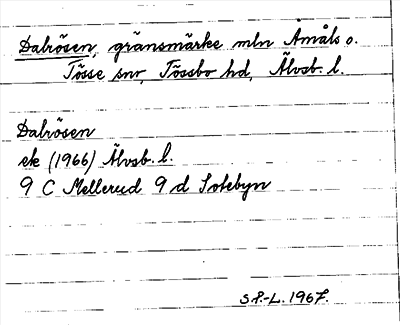 Dalrösen, gränsmärke mln Åmåls o.
Tösse snr, Tössbo hd, Älvsb. l.
Dalrösen
ek (1966) Älvsb. l.
9 C Mellerud 9 d Sotebyn
S.P.-L. 1967.